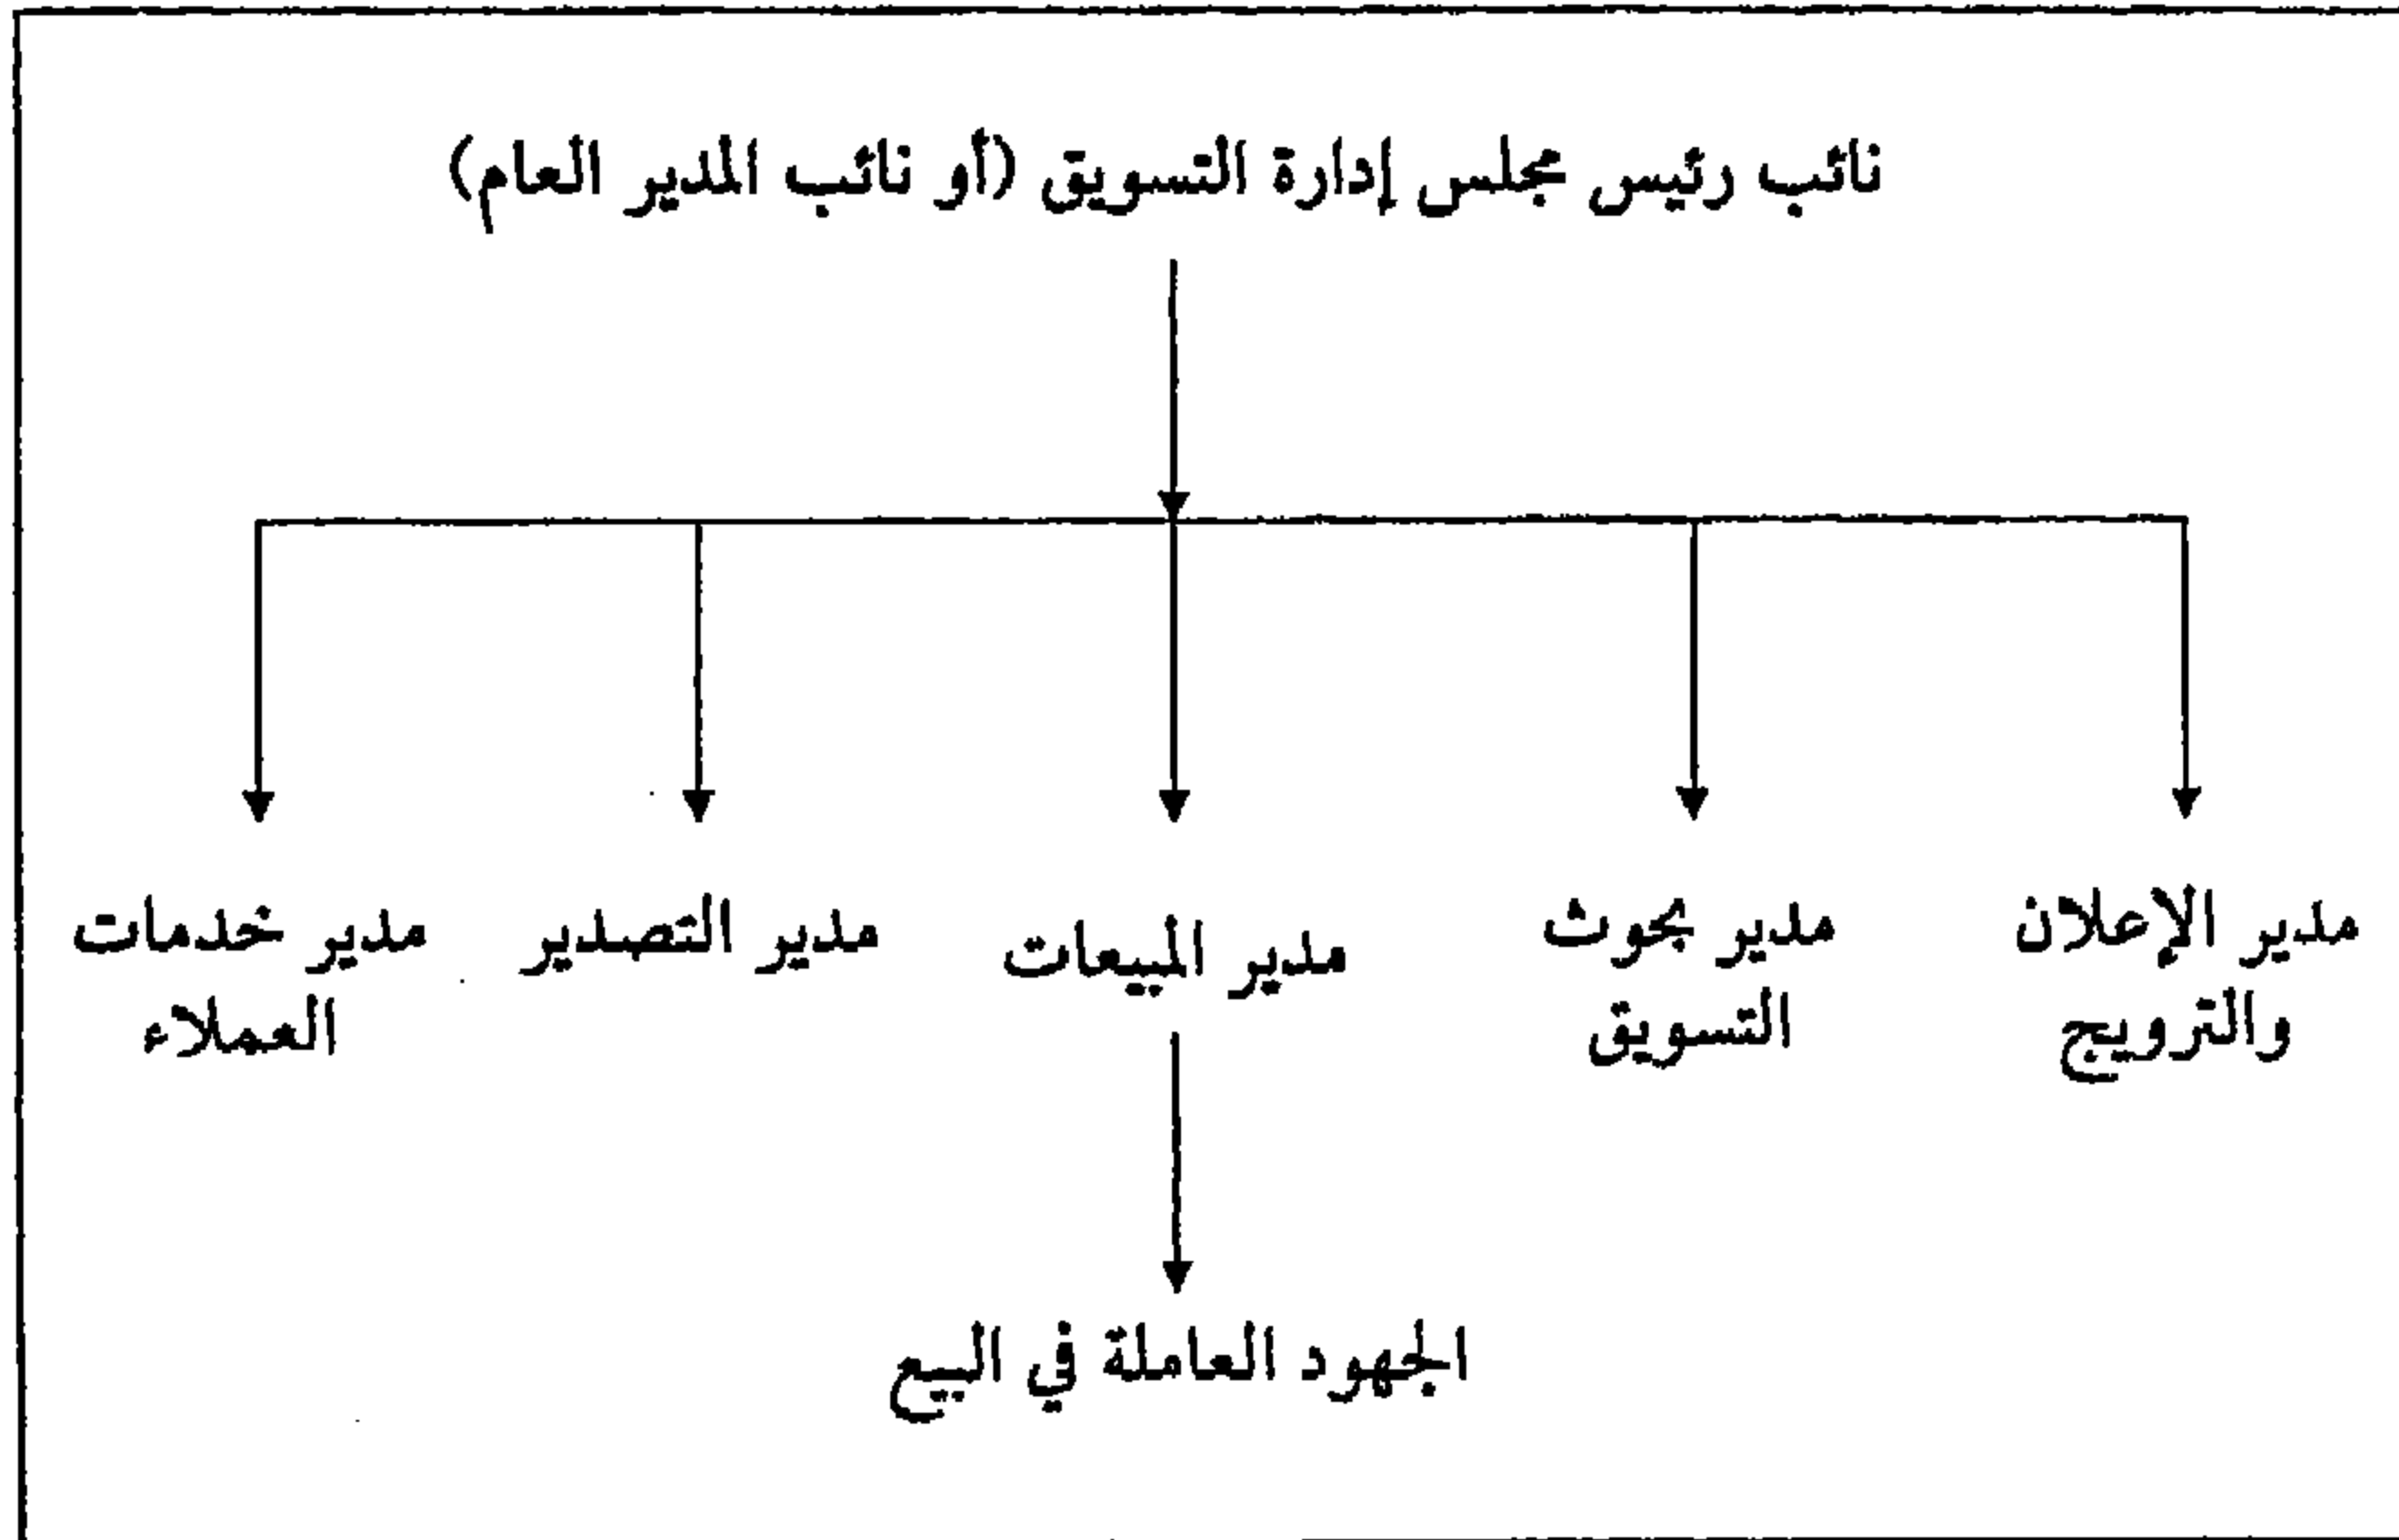 نائب رئيس مجلس إدارة التسويق (أو نائب المدير العام)
مدير الإعلان
والترويج
مدير بحوث
التسويق
مدير المبيعات
مدير التصدير
مدير خدمات
العملاء
الجهود العاملة في البيع